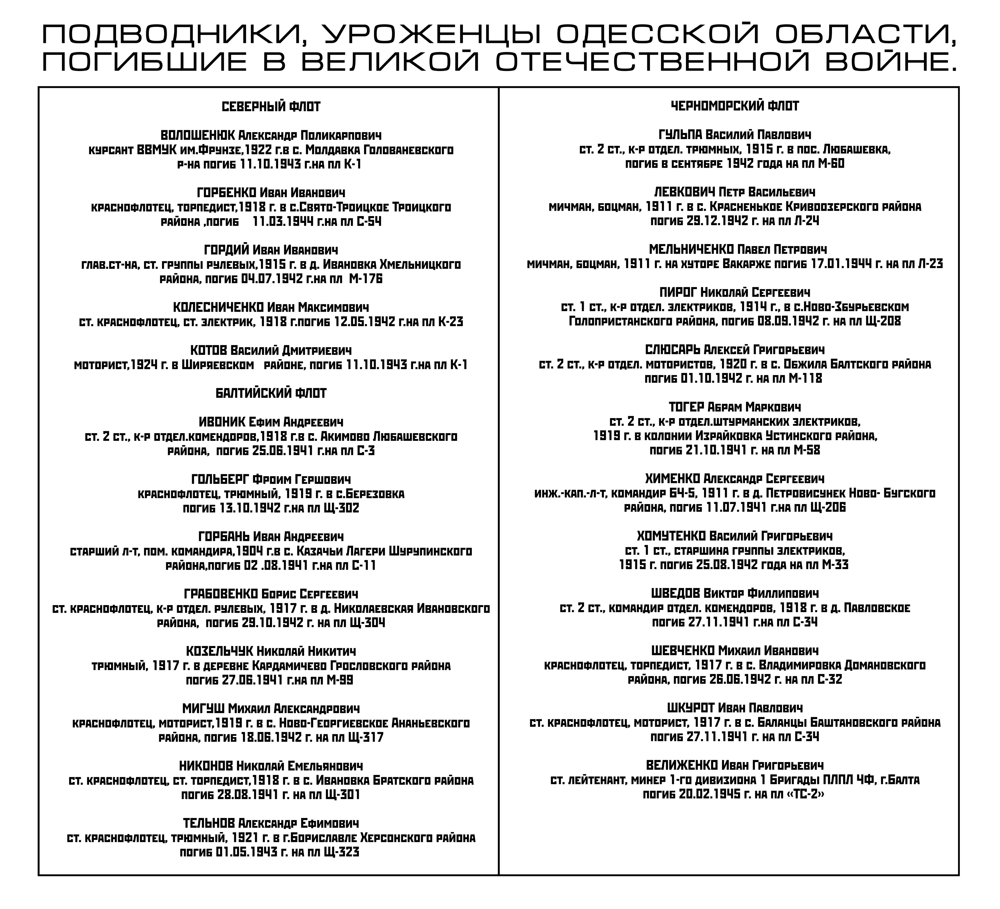 ПОДВОДНИКИ, УРОЖЕНЦЫ ОДЕССКОЙ ОБЛАСТИ,
ПОГИБШИЕ В ВЕЛИКОЙ ОТЕЧЕСТВЕННОЙ ВОЙНЕ.
СЕВЕРНЫЙ ФЛОТ
ВОЛОШЕНЮК Александр Поликарпович
курсант ВВМУК им.Фрунзе,1922 г.в с. Молдавка Голованевского
р-на погиб 11.10.1943 г.на пл К-1
ГОРБЕНКО Иван Иванович
краснофлотец, торпедист,1918 г. в с.Свято-Троицкое Троицкого
района ,погиб 11.03.1944 г.на пл С-54
ГОРДИЙ Иван Иванович
глав.ст-на, ст. группы рулевых,1915 г. в д. Ивановка Хмельницкого
района, погиб 04.07.1942 г.на пл М-176
КОЛЕСНИЧЕНКО Иван Максимович
ст. краснофлотец, ст. электрик, 1918 г.погиб 12.05.1942 г.на пл К-23
КОТОВ Василий Дмитриевич
моторист,1924 г. в Ширяевском районе, погиб 11.10.1943 г.на пл К-1
БАЛТИЙСКИЙ ФЛОТ
ИВОНИК Ефим Андреевич
ст. 2 ст., к-р отдел.комендоров,1918 г.в с. Акимово Любашевского
района, погиб 25.06.1941 г.на пл С-3
ГОЛЬБЕРГ Фроим Гершович
краснофлотец, трюмный, 1919 г. в с.Березовка
погиб 13.10.1942 г.на пл Щ-302
ГОРБАНЬ Иван Андреевич
старший л-т, пом. командира,1904 г.в с. Казачьи Лагери Шурупинского
района,погиб 02 .08.1941 г.на пл С-11
ГРАБОВЕНКО Борис Сергеевич
ст. краснофлотец, к-р отдел. рулевых, 1917 г. в д. Николаевская Ивановского
района, погиб 29.10.1942 г. на пл Щ-304
КОЗЕЛЬЧУК Николай Никитич
трюмный, 1917 г. в деревне Кардамичево Грословского района
погиб 27.06.1941 г.на пл М-99
МИГУШ Михаил Александрович
краснофлотец, моторист,1919 г. в с. Ново-Георгиевское Ананьевского
района, погиб 18.06.1942 г. на пл Щ-317
НИКОНОВ Николай Емельянович
ст. краснофлотец, ст. торпедист,1918 г. в с. Ивановка Братского района
погиб 28.08.1941 г. на пл Щ-301
ТЕЛЬНОВ Александр Ефимович
ст. краснофлотец, трюмный, 1921 г. в г.Бориславле Херсонского района
погиб 01.05.1943 г. на пл Щ-323
ЧЕРНОМОРСКИЙ ФЛОТ
ГУЛЬПА Василий Павлович
ст. 2 ст., к-р отдел. трюмных, 1915 г. в пос. Любашевка,
погиб в сентябре 1942 года на пл М-60
ЛЕВКОВИЧ Петр Васильевич
мичман, боцман, 1911 г. в с. Красненькое Кривоозерского района
погиб 29.12.1942 г. на пл Л-24
МЕЛЬНИЧЕНКО Павел Петрович
мичман, боцман, 1911 г. на хуторе Вакарже погиб 17.01.1944 г. на пл Л-23
ПИРОГ Николай Сергеевич
ст. 1 ст., к-р отдел. электриков, 1914 г., в с.Ново-Збурьевском
Голопристанского района, погиб 08.09.1942 г. на пл Щ-208
СЛЮСАРЬ Алексей Григорьевич
ст. 2 ст., к-р отдел. мотористов, 1920 г. в с. Обжила Балтского района
погиб 01.10.1942 г. на пл М-118
ТОГЕР Абрам Маркович
ст. 2 ст., к-р отдел.штурманских электриков,
1919 г. в колонии Израйковка Устинского района,
погиб 21.10.1941 г. на пл М-58
ХИМЕНКО Александр Сергеевич
инж.-кап.-л-т, командир БЧ-5, 1911 г. в д. Петровисунек Ново- Бугского
района, погиб 11.07.1941 г.на пл Щ-206
ХОМУТЕНКО Василий Григорьевич
ст. 1 ст., старшина группы электриков,
1915 г. погиб 25.08.1942 года на пл М-33
ШВЕДОВ Виктор Филлипович
ст. 2 ст., командир отдел. комендоров, 1918 г. в д. Павловское
погиб 27.11.1941 г.на пл С-34
ШЕВЧЕНКО Михаил Иванович
краснофлотец, торпедист, 1917 г. в с. Владимировка Домановского
района, погиб 26.06.1942 г. на пл С-32
ШКУРОТ Иван Павлович
ст. краснофлотец, моторист, 1917 г. в с. Баланцы Баштановского района
погиб 27.11.1941 г. на пл С-34
ВЕЛИЖЕНКО Иван Григорьевич
ст. лейтенант, минер 1-го дивизиона 1 Бригады ПЛПЛ ЧФ, г.Балта
погиб 20.02.1945 г. на пл «ТС-2»